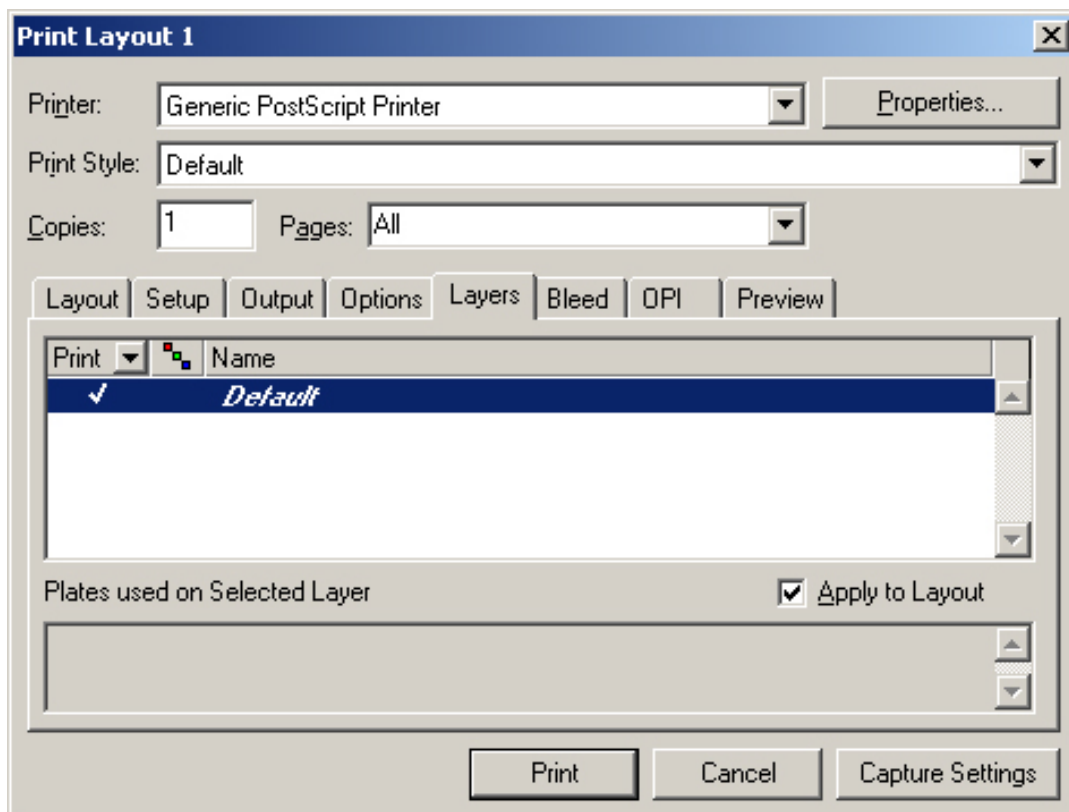 Print Layout 1
Printer: Generic PostScript Printer Properties...
Print Style: Default
Copies: 1 Pages: All
Layout Setup Output Options Layers Bleed OPI Preview
Print Name
Default
Plates used on Selected Layer Apply to Layout
Print Cancel Capture Settings